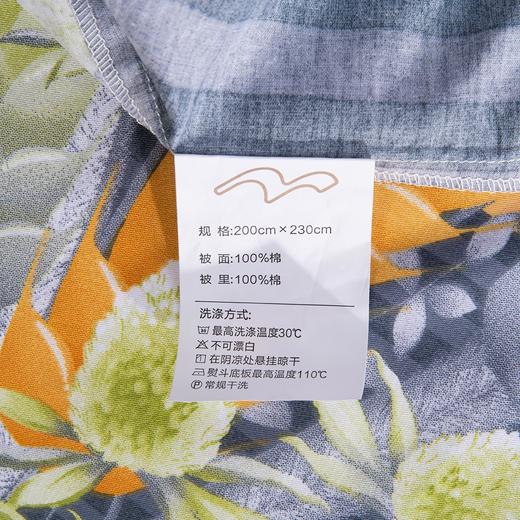 规 格:200cm×230cm
被 面:100%棉
被 里:100%棉
洗涤方式:
最高洗涤温度30℃
不可漂白
在阴凉处悬挂晾干
熨斗底板最高温度110℃
Ⓟ 常规干洗